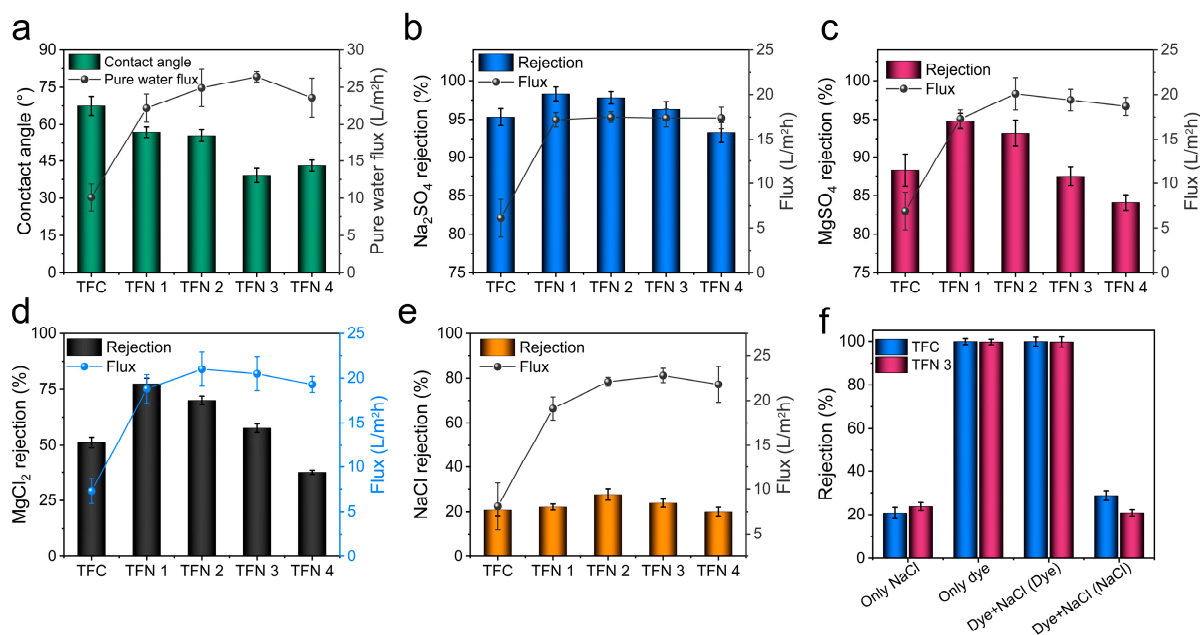 a
Contact angle
Pure water flux
Conctact angle (°)
Pure water flux (L/m²h)
90
75
60
45
30
15
0
30
25
20
15
10
5
0
TFC TFN 1 TFN 2 TFN 3 TFN 4
b
Rejection
Flux
Na₂SO₄ rejection (%)
Flux (L/m²h)
100
95
90
85
80
75
25
20
15
10
5
0
TFC TFN 1 TFN 2 TFN 3 TFN 4
c
Rejection
Flux
MgSO₄ rejection (%)
Flux (L/m²h)
100
95
90
85
80
75
25
20
15
10
5
0
TFC TFN 1 TFN 2 TFN 3 TFN 4
d
Rejection
Flux
MgCl₂ rejection (%)
Flux (L/m²h)
100
75
50
25
0
25
20
15
10
5
0
TFC TFN 1 TFN 2 TFN 3 TFN 4
e
Rejection
Flux
NaCl rejection (%)
Flux (L/m²h)
100
80
60
40
20
0
25
20
15
10
5
TFC TFN 1 TFN 2 TFN 3 TFN 4
f
TFC
TFN 3
Rejection (%)
100
80
60
40
20
0
Only NaCl
Only dye
Dye+NaCl (Dye)
Dye+NaCl (NaCl)